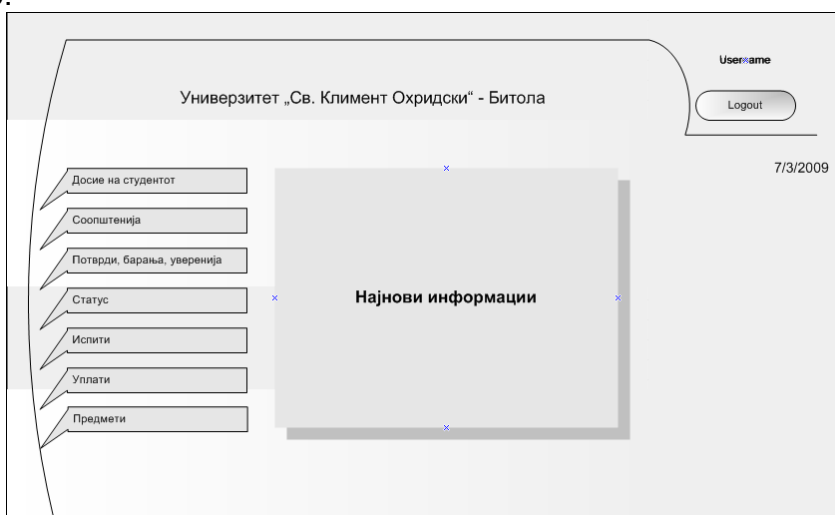 Username
Универзитет „Св. Климент Охридски“ - Битола
Logout
7/3/2009
Досие на студентот
Соопштенија
Потврди, барања, уверенија
Статус
Најнови информации
Испити
Уплати
Предмети